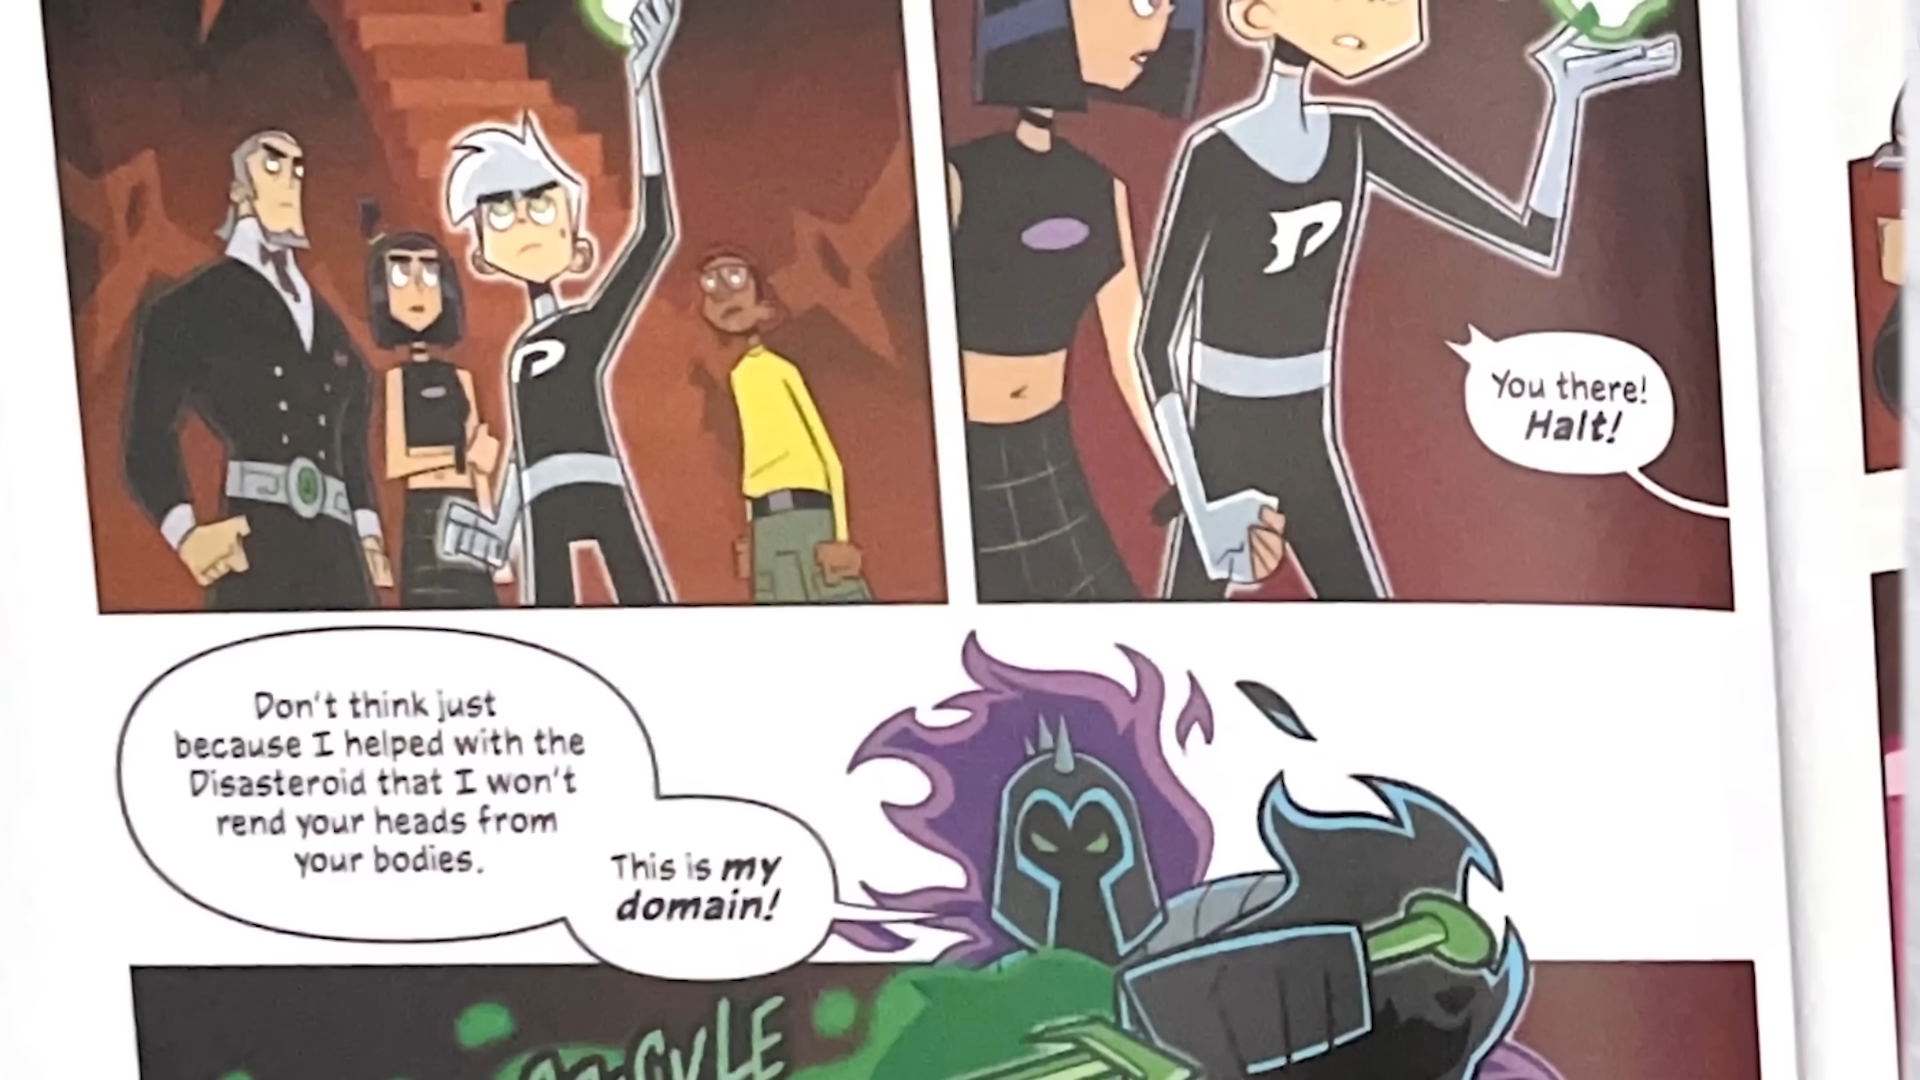 You there!
Halt!
Don't think just
because I helped with the
Disasteroid that I won't
rend your heads from
your bodies.
This is my
domain!